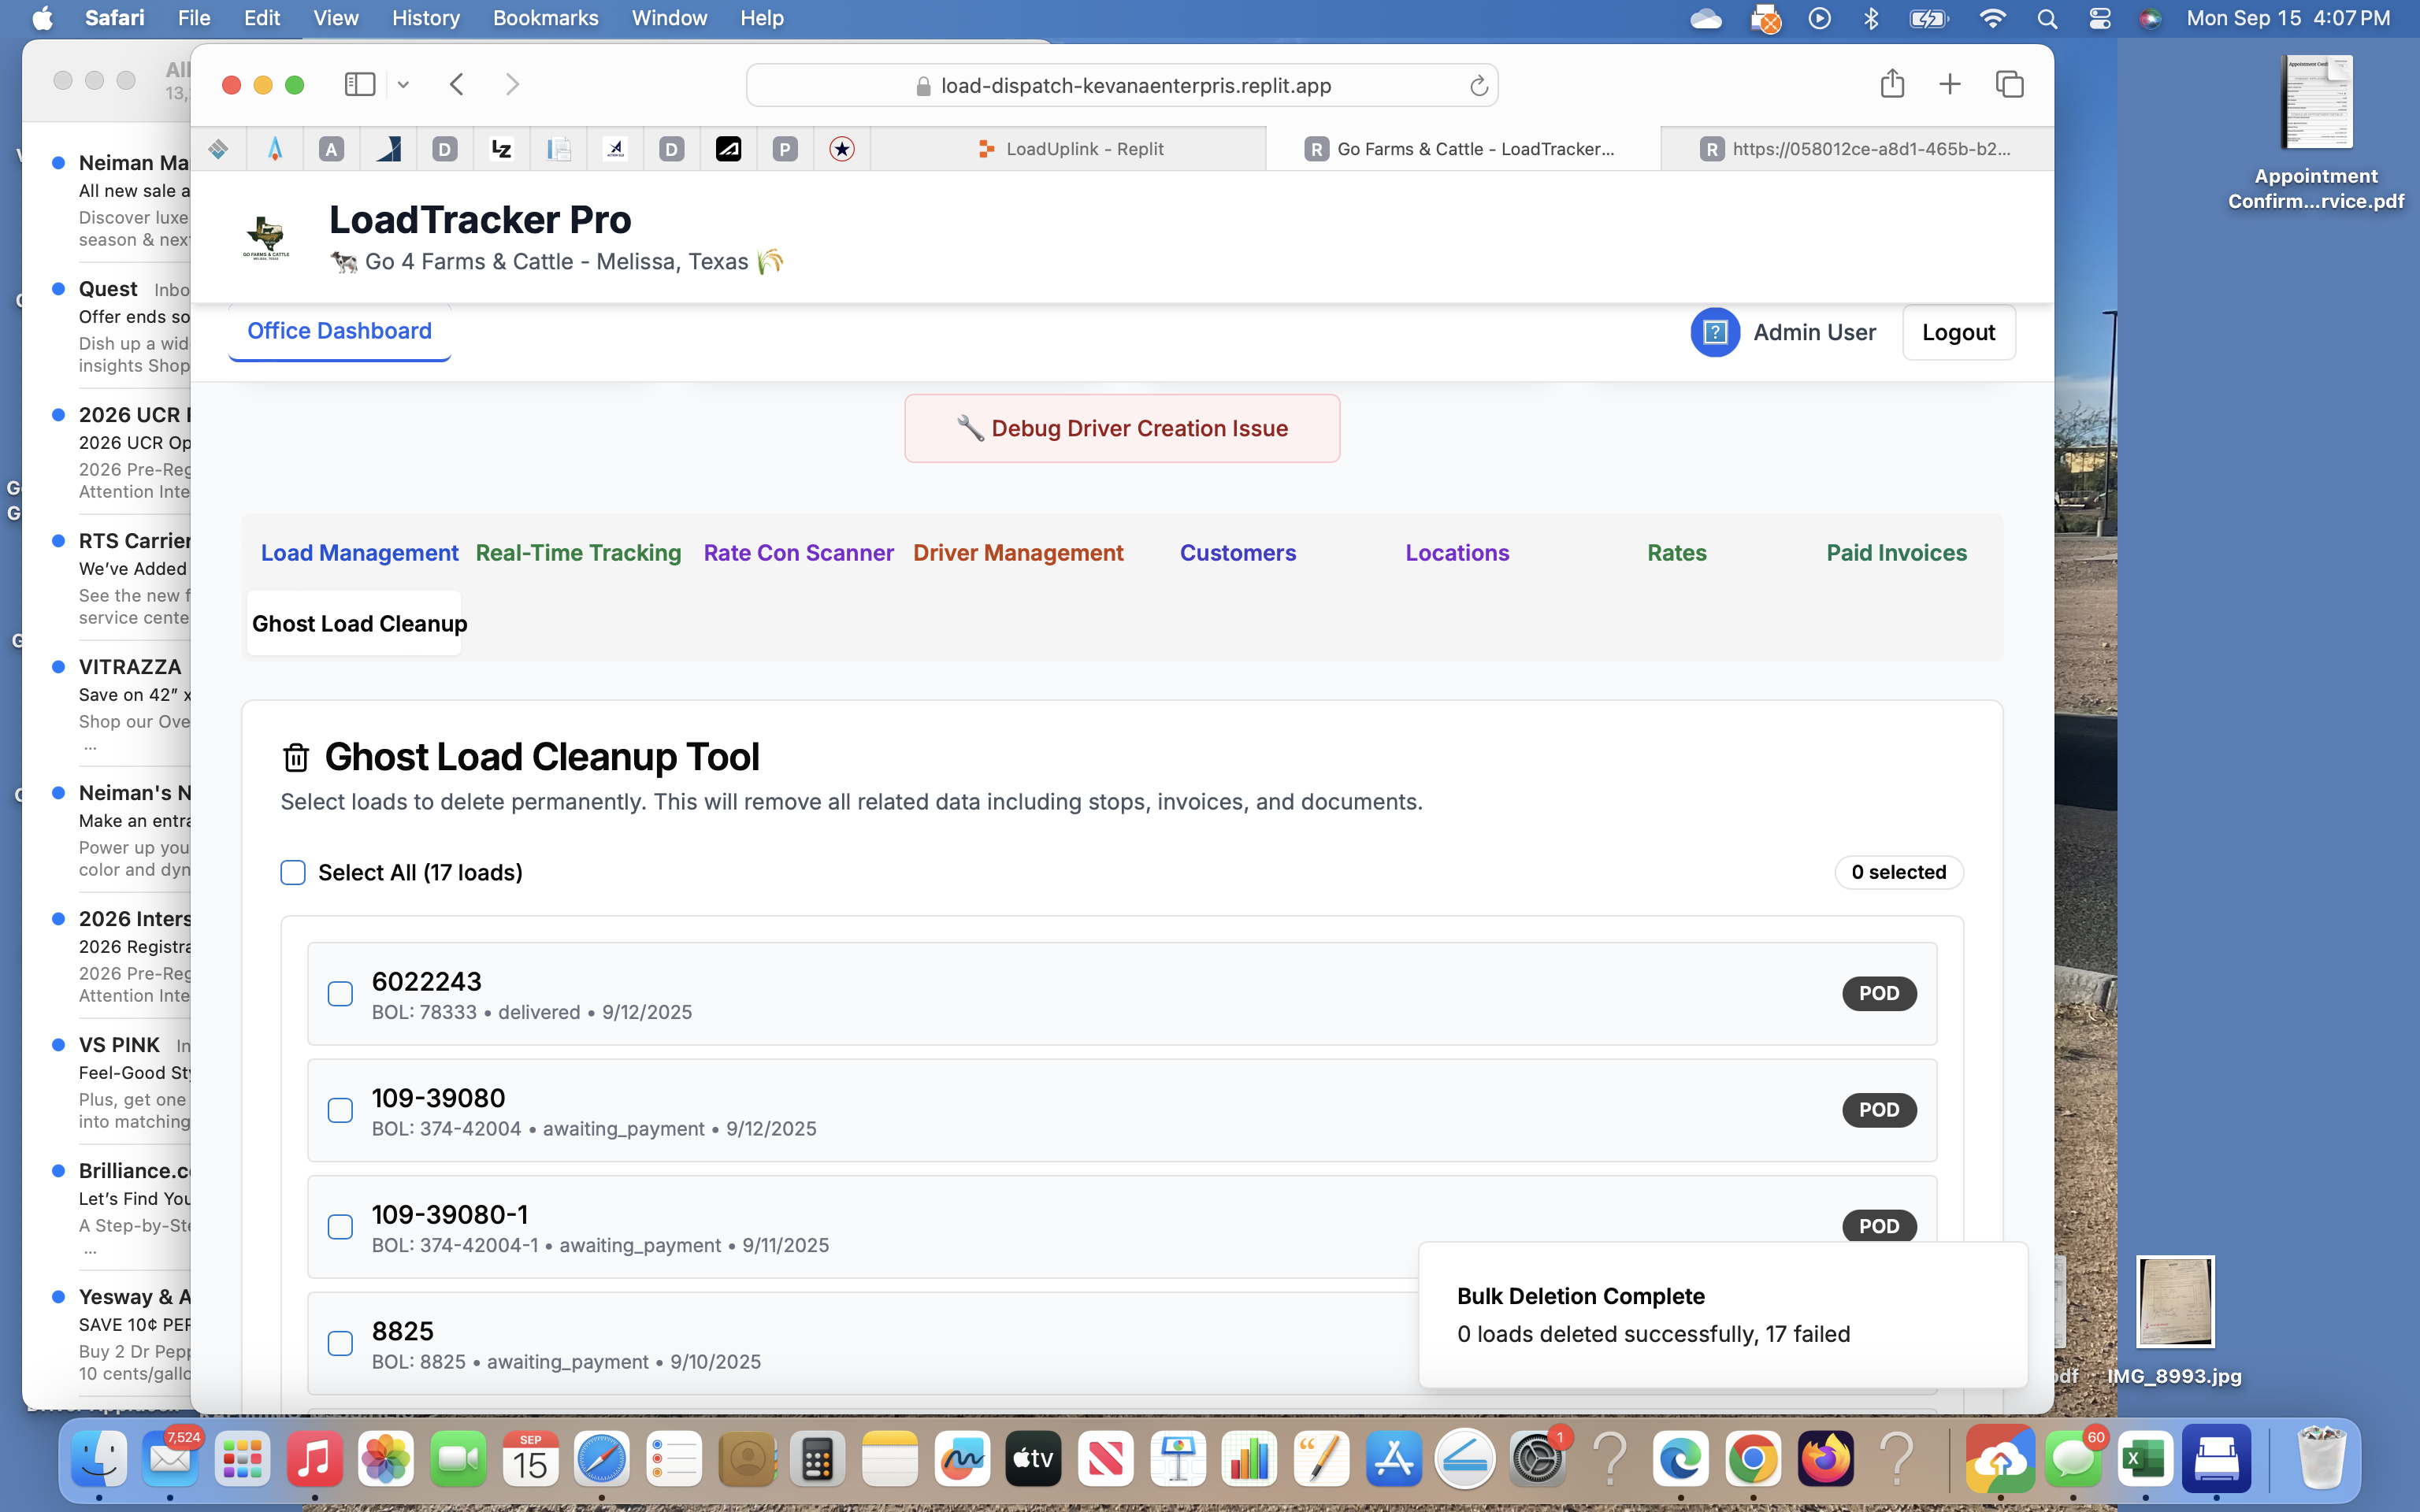 Safari File Edit View History Bookmarks Window Help
Mon Sep 15 4:07 PM
load-dispatch-kevanaenterpris.replit.app
LoadUplink - Replit
Go Farms & Cattle - LoadTracker...
https://058012ce-a8d1-465b-b2...
LoadTracker Pro
Go 4 Farms & Cattle - Melissa, Texas
GO FARMS & CATTLE
MELISSA, TEXAS
Office Dashboard
Admin User
Logout
Debug Driver Creation Issue
Load Management
Real-Time Tracking
Rate Con Scanner
Driver Management
Customers
Locations
Rates
Paid Invoices
Ghost Load Cleanup
Ghost Load Cleanup Tool
Select loads to delete permanently. This will remove all related data including stops, invoices, and documents.
Select All (17 loads)
0 selected
6022243
BOL: 78333 • delivered • 9/12/2025
POD
109-39080
BOL: 374-42004 • awaiting_payment • 9/12/2025
POD
109-39080-1
BOL: 374-42004-1 • awaiting_payment • 9/11/2025
POD
8825
BOL: 8825 • awaiting_payment • 9/10/2025
Bulk Deletion Complete
0 loads deleted successfully, 17 failed
All
13,
Neiman Ma
All new sale a
Discover luxe
season & nex
Quest Inbo
Offer ends so
Dish up a wid
insights Shop
2026 UCR
2026 UCR Op
2026 Pre-Reg
Attention Inte
RTS Carrier
We've Added
See the new f
service cente
VITRAZZA
Save on 42" x
Shop our Ove
...
Neiman's N
Make an entra
Power up you
color and dyn
2026 Inters
2026 Registra
2026 Pre-Reg
Attention Inte
VS PINK In
Feel-Good Sty
Plus, get one
into matching
Brilliance.c
Let's Find You
A Step-by-Ste
...
Yesway & A
SAVE 10¢ PER
Buy 2 Dr Pepp
10 cents/gallo
Appointment
Confirm...rvice.pdf
IMG_8993.jpg
7,524
SEP
15
tv
1
60